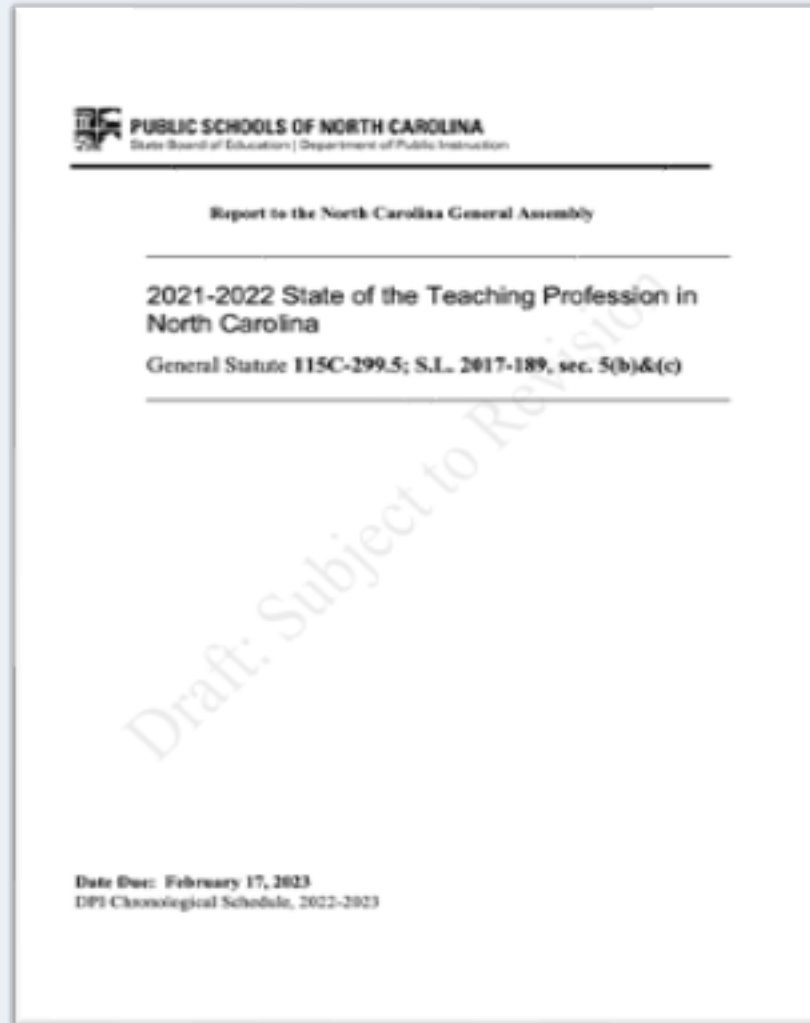 PUBLIC SCHOOLS OF NORTH CAROLINA
State Board of Education | Department of Public Instruction
Report to the North Carolina General Assembly
2021-2022 State of the Teaching Profession in
North Carolina
General Statute 115C-299.5; S.L. 2017-189, sec. 5(b)&(c)
Draft: Subject to Revision
Date Due: February 17, 2023
DPI Chronological Schedule, 2022-2023